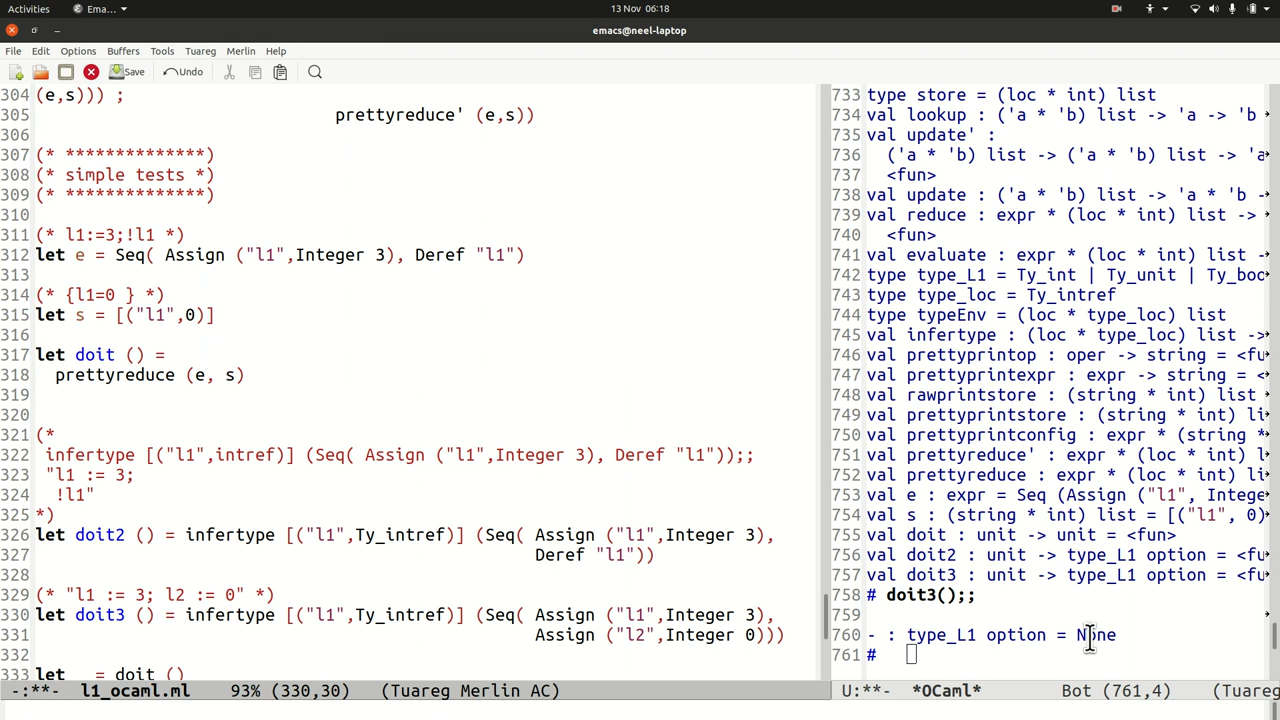 Activities
Ema...
13 Nov 06:18
emacs@neel-laptop
File Edit Options Buffers Tools Tuareg Merlin Help
Save Undo
304 (e,s))) ;
305 prettyreduce' (e,s))
306
307 (* **************)
308 (* simple tests *)
309 (* **************)
310
311 (* l1:=3;!l1 *)
312 let e = Seq( Assign ("l1",Integer 3), Deref "l1")
313
314 (* {l1=0 } *)
315 let s = [("l1",0)]
316
317 let doit () =
318 prettyreduce (e, s)
319
320
321 (*
322 infertype [("l1",intref)] (Seq( Assign ("l1",Integer 3), Deref "l1"));;
323 "l1 := 3;
324 !l1"
325 *)
326 let doit2 () = infertype [("l1",Ty_intref)] (Seq( Assign ("l1",Integer 3),
327 Deref "l1"))
328
329 (* "l1 := 3; l2 := 0" *)
330 let doit3 () = infertype [("l1",Ty_intref)] (Seq( Assign ("l1",Integer 3),
331 Assign ("l2",Integer 0)))
332
333 let _ = doit ()
-:**- l1_ocaml.ml 93% (330,30) (Tuareg Merlin AC)
733 type store = (loc * int) list
734 val lookup : ('a * 'b) list -> 'a -> 'b
735 val update' :
736 ('a * 'b) list -> ('a * 'b) list -> 'a
737 <fun>
738 val update : ('a * 'b) list -> 'a * 'b -
739 val reduce : expr * (loc * int) list ->
740 <fun>
741 val evaluate : expr * (loc * int) list -
742 type type_L1 = Ty_int | Ty_unit | Ty_boo
743 type type_loc = Ty_intref
744 type typeEnv = (loc * type_loc) list
745 val infertype : (loc * type_loc) list ->
746 val prettyprintop : oper -> string = <fu
747 val prettyprintexpr : expr -> string = <
748 val rawprintstore : (string * int) list
749 val prettyprintstore : (string * int) li
750 val prettyprintconfig : expr * (string *
751 val prettyreduce' : expr * (loc * int) l
752 val prettyreduce : expr * (loc * int) li
753 val e : expr = Seq (Assign ("l1", Intege
754 val s : (string * int) list = [("l1", 0)
755 val doit : unit -> unit = <fun>
756 val doit2 : unit -> type_L1 option = <fu
757 val doit3 : unit -> type_L1 option = <fu
758 # doit3();;
759
760 - : type_L1 option = None
761 #
U:**- *OCaml* Bot (761,4) (Tuareg